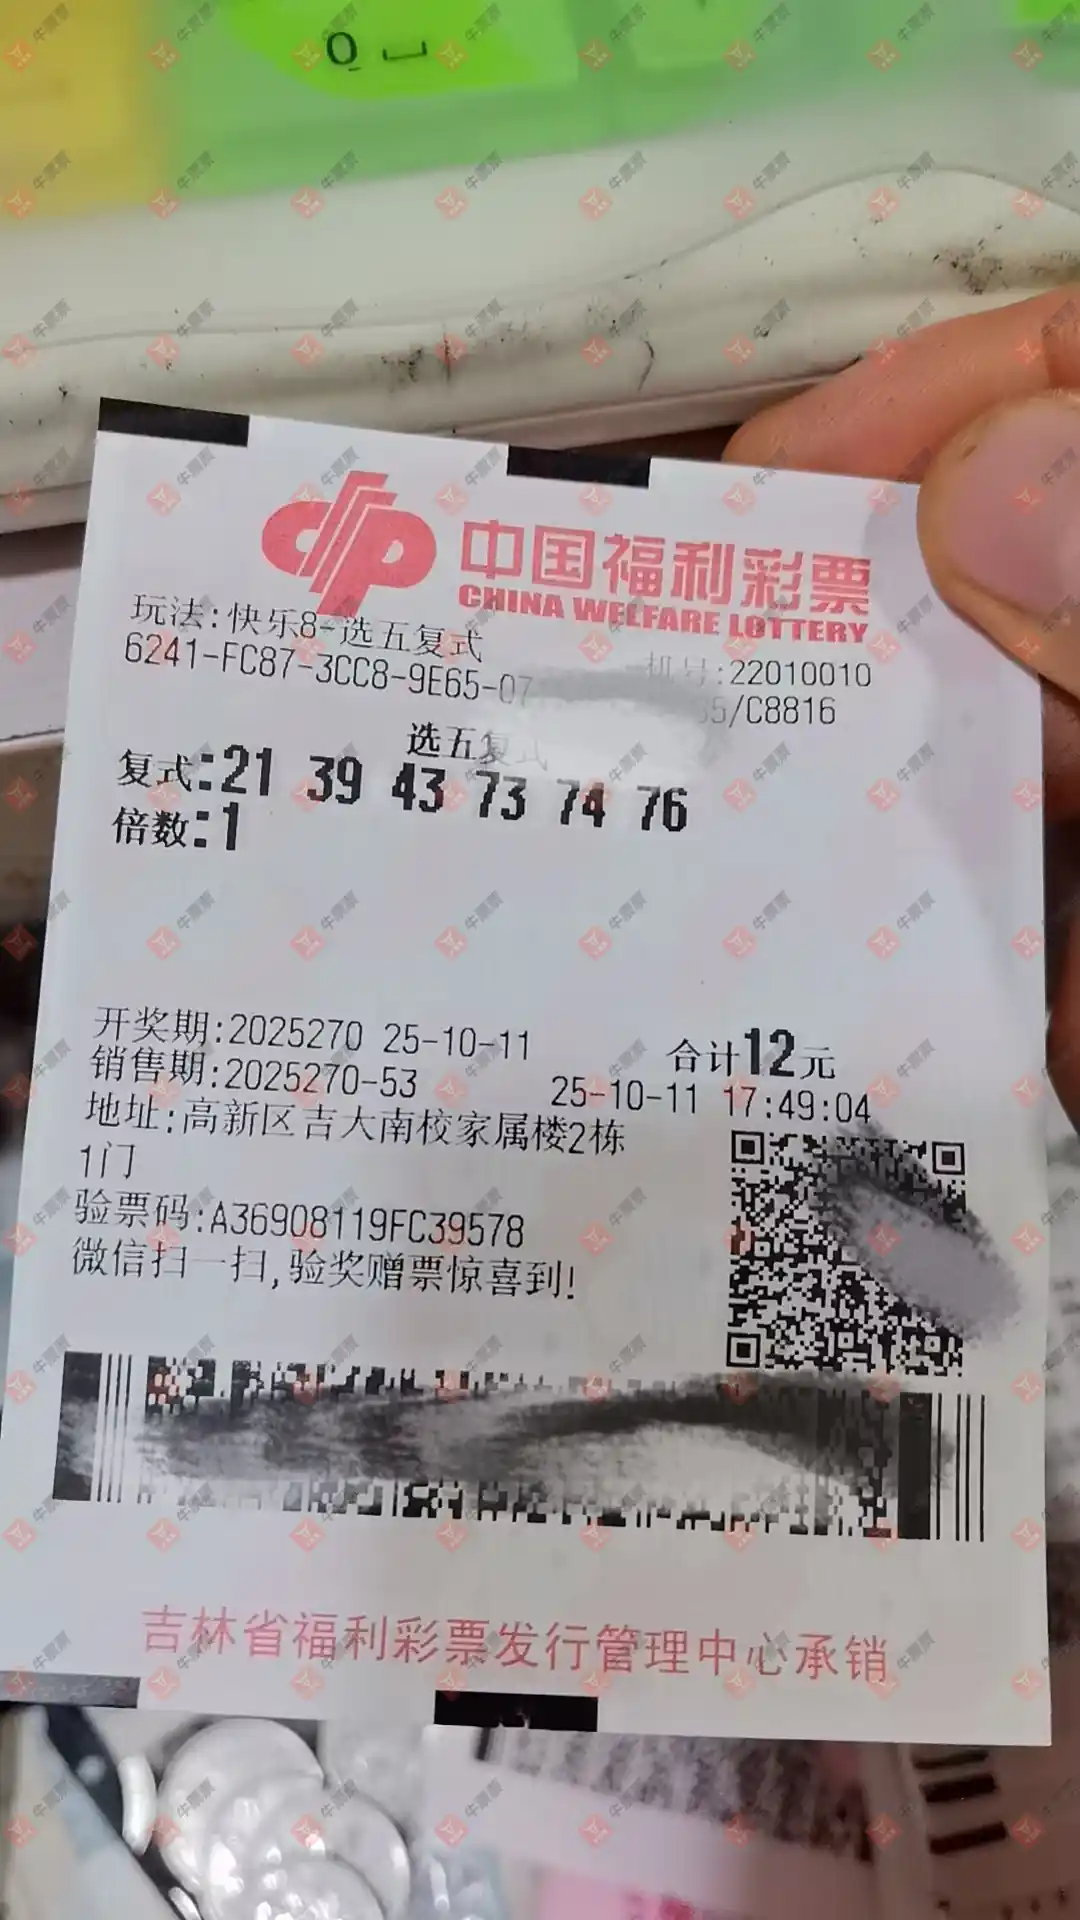 中国福利彩票
CHINA WELFARE LOTTERY
玩法:快乐8-选五复式
机号:22010010
6241-FC87-3CC8-9E65-07
65/C8816
选五复式
复式:21 39 43 73 74 76
倍数:1
开奖期:2025270 25-10-11
合计12元
销售期:2025270-53
25-10-11 17:49:04
地址:高新区吉大南校家属楼2栋
1门
验票码:A36908119FC39578
微信扫一扫,验奖赠票惊喜到!
吉林省福利彩票发行管理中心承销
牛票票